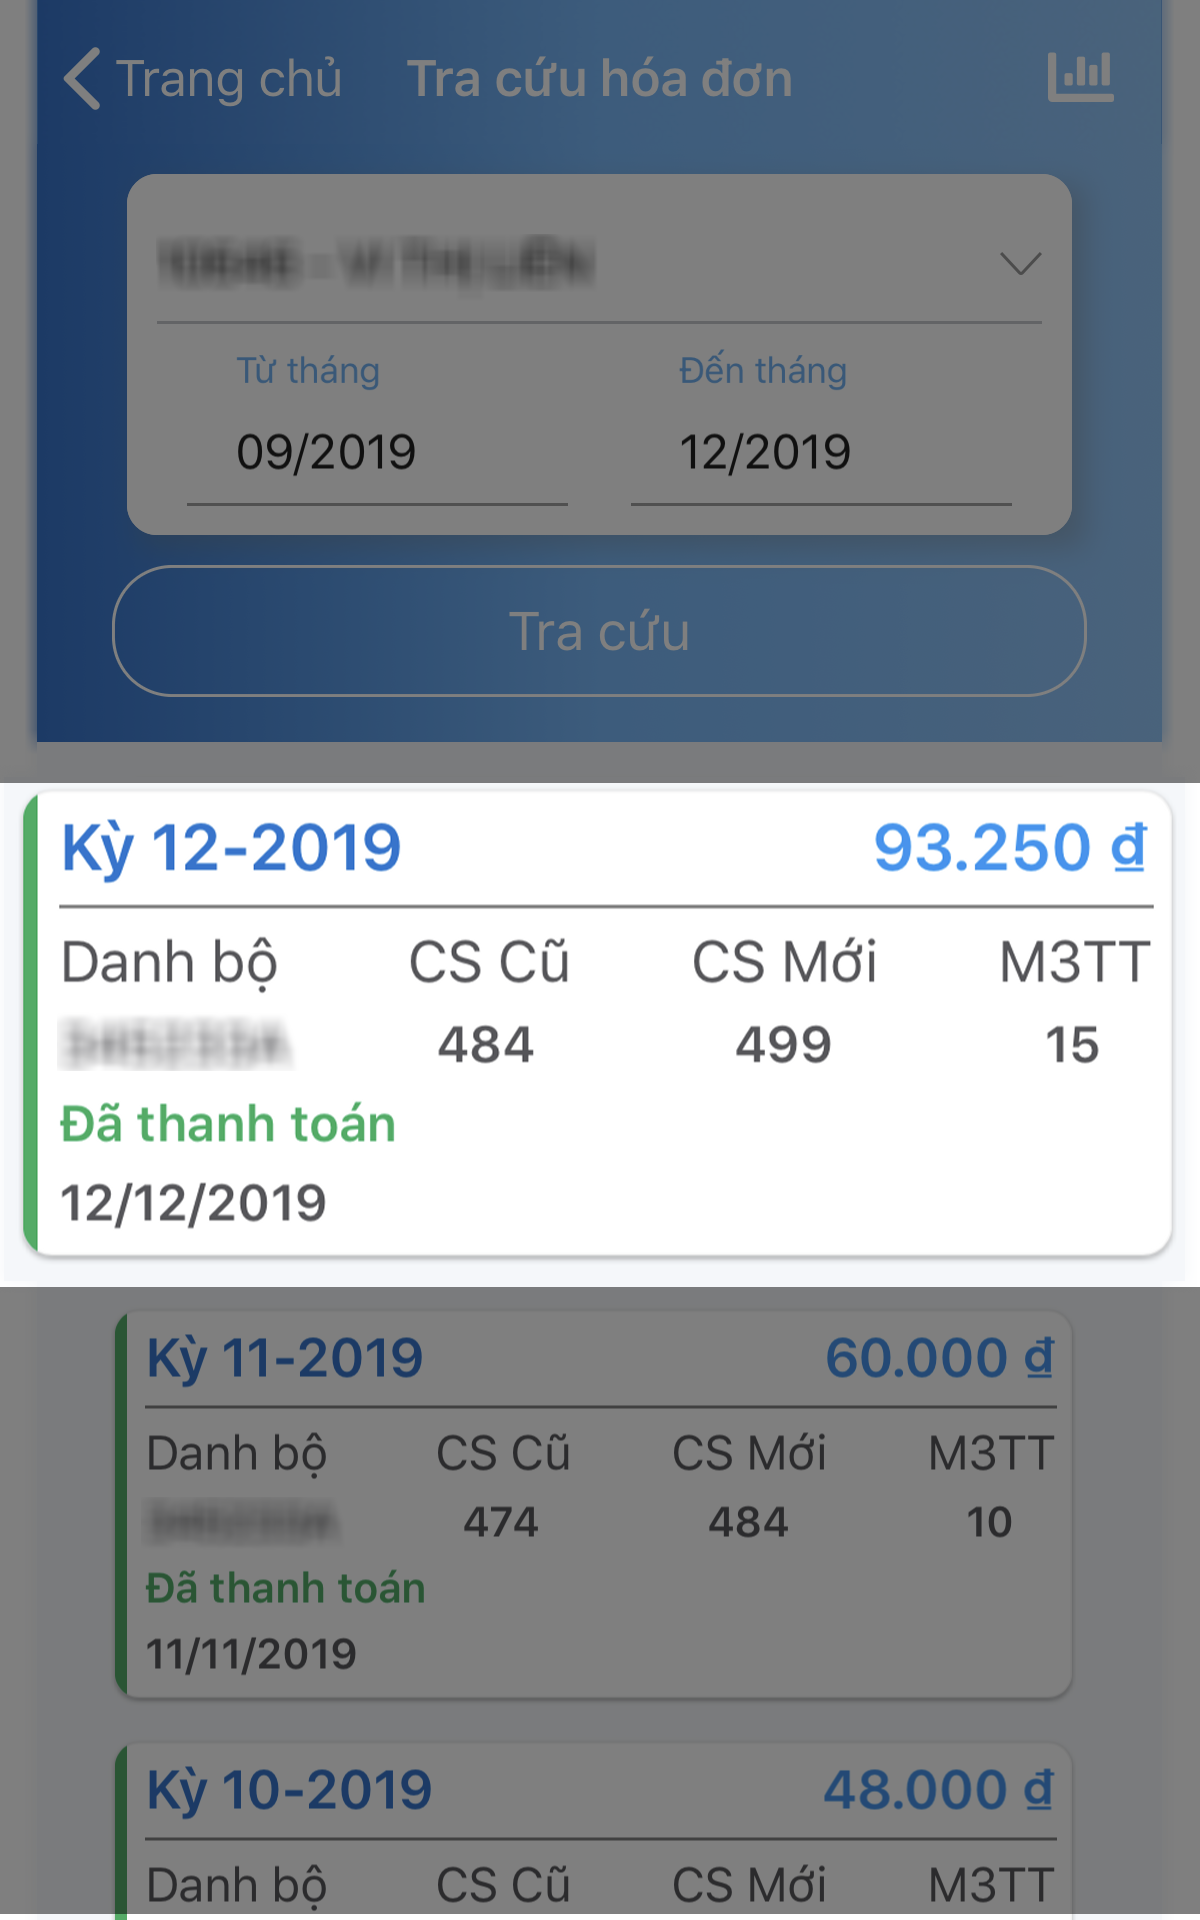 Trang chủ Tra cứu hóa đơn
Từ tháng Đến tháng
09/2019 12/2019
Tra cứu
Kỳ 12-2019 93.250 ₫
Danh bộ CS Cũ CS Mới M3TT
484 499 15
Đã thanh toán
12/12/2019
Kỳ 11-2019 60.000 ₫
Danh bộ CS Cũ CS Mới M3TT
474 484 10
Đã thanh toán
11/11/2019
Kỳ 10-2019 48.000 ₫
Danh bộ CS Cũ CS Mới M3TT